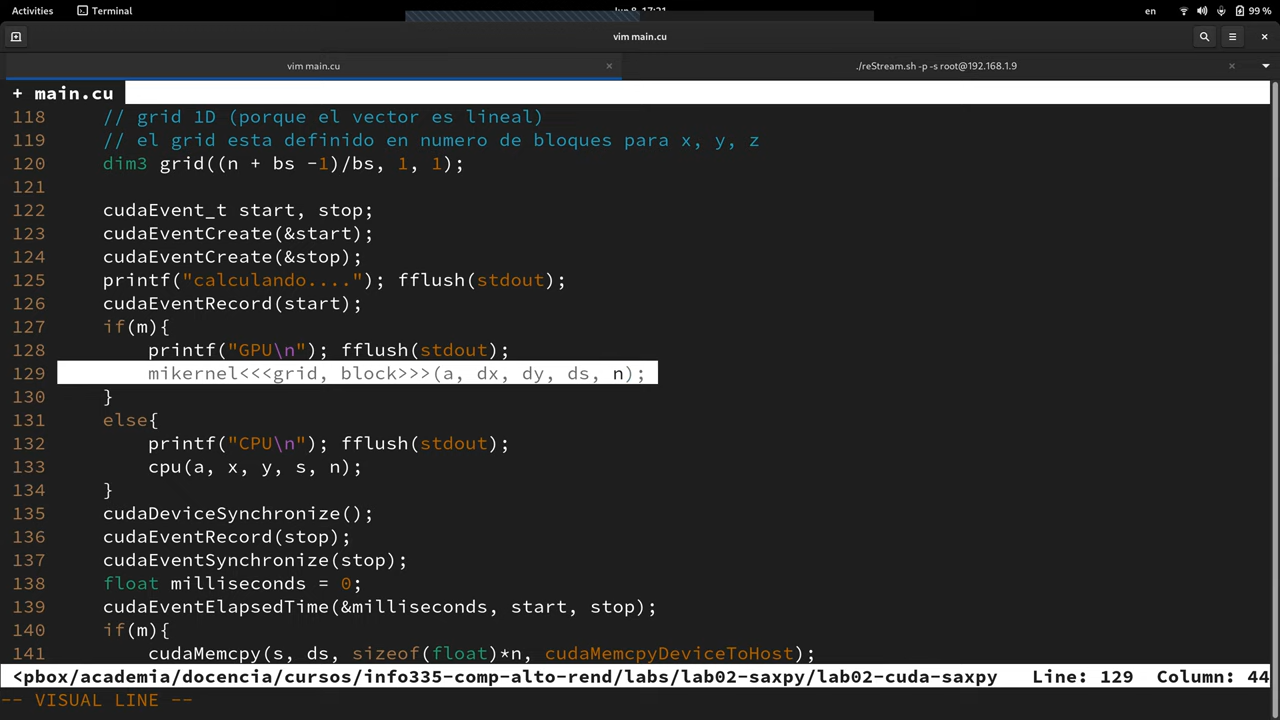 Activities Terminal en 99 %
vim main.cu
vim main.cu × ./reStream.sh -p -s root@192.168.1.9 ×
+ main.cu
118 // grid 1D (porque el vector es lineal)
119 // el grid esta definido en numero de bloques para x, y, z
120 dim3 grid((n + bs -1)/bs, 1, 1);
121
122 cudaEvent_t start, stop;
123 cudaEventCreate(&start);
124 cudaEventCreate(&stop);
125 printf("calculando...."); fflush(stdout);
126 cudaEventRecord(start);
127 if(m){
128 printf("GPU\n"); fflush(stdout);
129 mikernel<<<grid, block>>>(a, dx, dy, ds, n);
130 }
131 else{
132 printf("CPU\n"); fflush(stdout);
133 cpu(a, x, y, s, n);
134 }
135 cudaDeviceSynchronize();
136 cudaEventRecord(stop);
137 cudaEventSynchronize(stop);
138 float milliseconds = 0;
139 cudaEventElapsedTime(&milliseconds, start, stop);
140 if(m){
141 cudaMemcpy(s, ds, sizeof(float)*n, cudaMemcpyDeviceToHost);
<pbox/academia/docencia/cursos/info335-comp-alto-rend/labs/lab02-saxpy/lab02-cuda-saxpy Line: 129 Column: 44
-- VISUAL LINE --